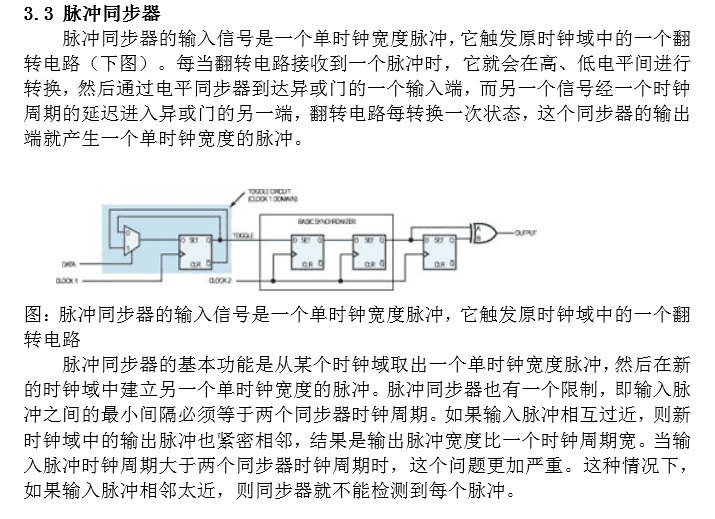 3.3 脉冲同步器
脉冲同步器的输入信号是一个单时钟宽度脉冲，它触发原时钟域中的一个翻
转电路（下图）。每当翻转电路接收到一个脉冲时，它就会在高、低电平间进行
转换，然后通过电平同步器到达异或门的一个输入端，而另一个信号经一个时钟
周期的延迟进入异或门的另一端，翻转电路每转换一次状态，这个同步器的输出
端就产生一个单时钟宽度的脉冲。
TOGGLE CIRCUIT
(CLOCK 1 DOMAIN)
BASIC SYNCHRONIZER
0
1
D SET Q
CLR Q
TOGGLE
D SET Q
CLR Q
D SET Q
CLR Q
D SET Q
CLR Q
A
B
OUTPUT
DATA
CLOCK 1
CLOCK 2
图：脉冲同步器的输入信号是一个单时钟宽度脉冲，它触发原时钟域中的一个翻
转电路
脉冲同步器的基本功能是从某个时钟域取出一个单时钟宽度脉冲，然后在新
的时钟域中建立另一个单时钟宽度的脉冲。脉冲同步器也有一个限制，即输入脉
冲之间的最小间隔必须等于两个同步器时钟周期。如果输入脉冲相互过近，则新
时钟域中的输出脉冲也紧密相邻，结果是输出脉冲宽度比一个时钟周期宽。当输
入脉冲时钟周期大于两个同步器时钟周期时，这个问题更加严重。这种情况下，
如果输入脉冲相邻太近，则同步器就不能检测到每个脉冲。